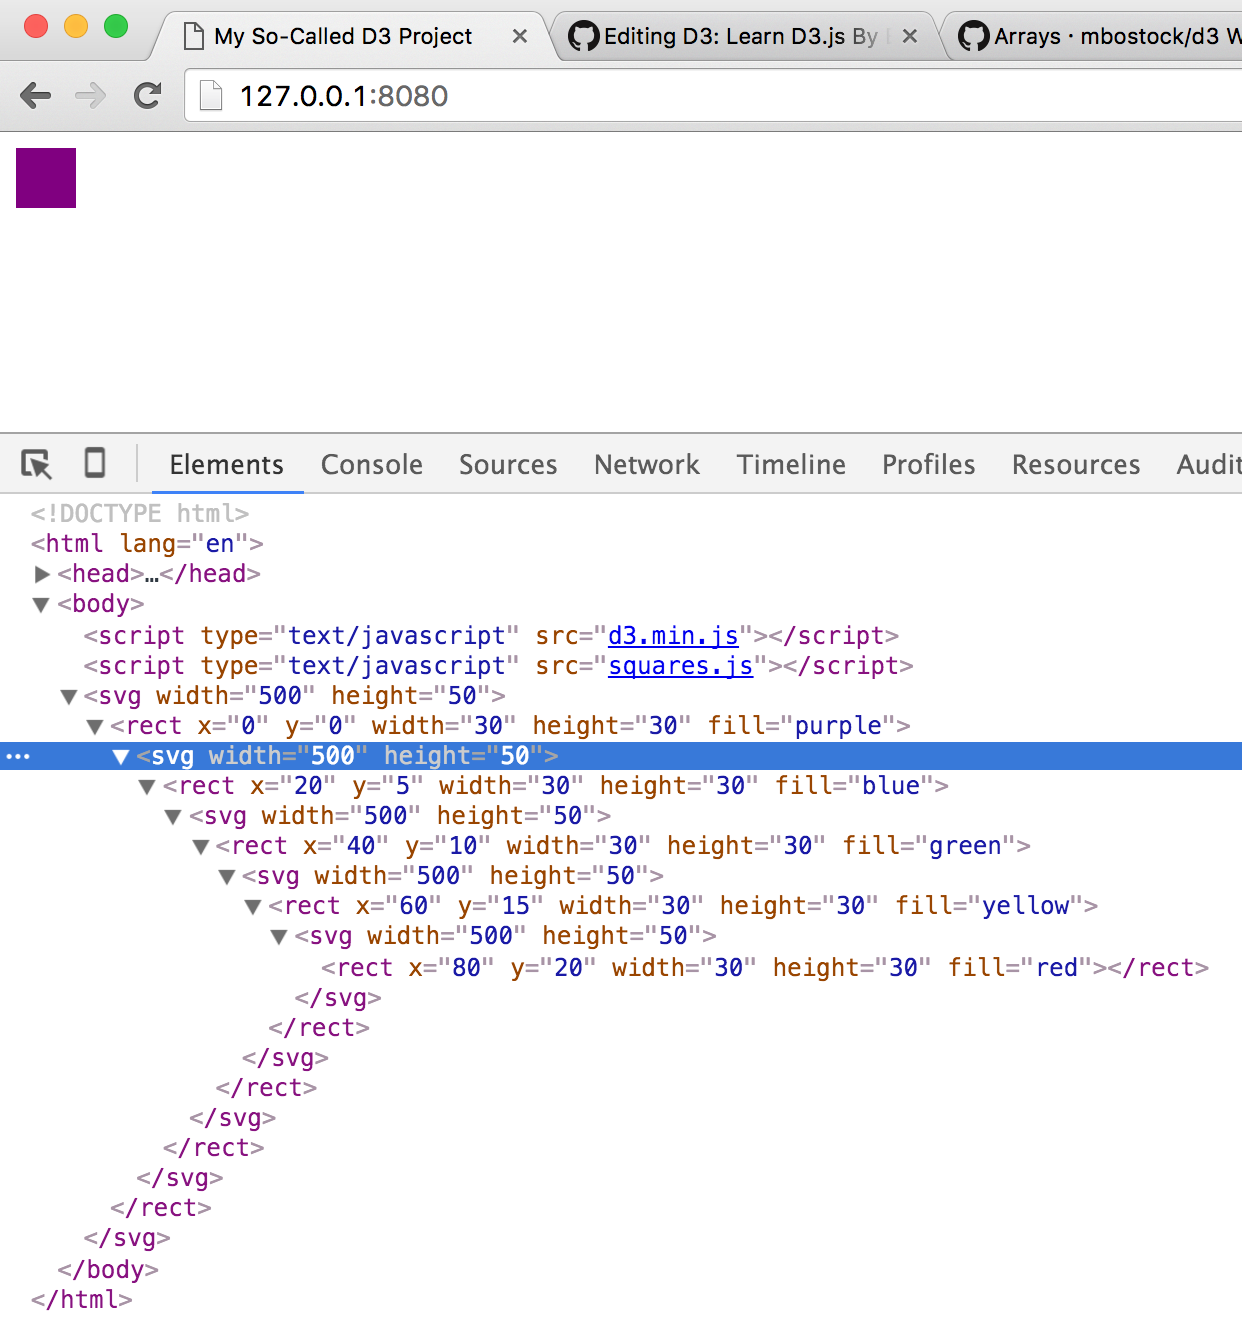 My So-Called D3 Project
Editing D3: Learn D3.js By
Arrays · mbostock/d3 W
127.0.0.1:8080
Elements Console Sources Network Timeline Profiles Resources Audit
<!DOCTYPE html>
<html lang="en">
<head>…</head>
<body>
<script type="text/javascript" src="d3.min.js"></script>
<script type="text/javascript" src="squares.js"></script>
<svg width="500" height="50">
<rect x="0" y="0" width="30" height="30" fill="purple">
<svg width="500" height="50">
<rect x="20" y="5" width="30" height="30" fill="blue">
<svg width="500" height="50">
<rect x="40" y="10" width="30" height="30" fill="green">
<svg width="500" height="50">
<rect x="60" y="15" width="30" height="30" fill="yellow">
<svg width="500" height="50">
<rect x="80" y="20" width="30" height="30" fill="red"></rect>
</svg>
</rect>
</svg>
</rect>
</svg>
</rect>
</svg>
</rect>
</svg>
</body>
</html>